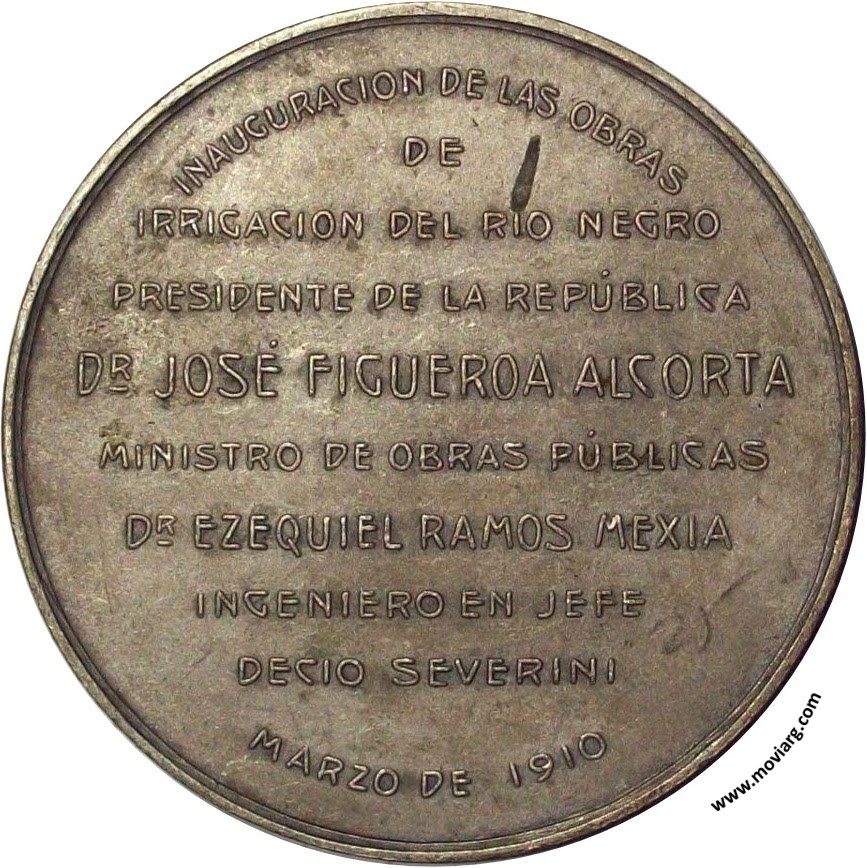 INAUGURACION DE LAS OBRAS
DE
IRRIGACION DEL RIO NEGRO
PRESIDENTE DE LA REPÚBLICA
DR JOSÉ FIGUEROA ALCORTA
MINISTRO DE OBRAS PÚBLICAS
DR EZEQUIEL RAMOS MEXIA
INGENIERO EN JEFE
DECIO SEVERINI
MARZO DE 1910
www.moviarg.com